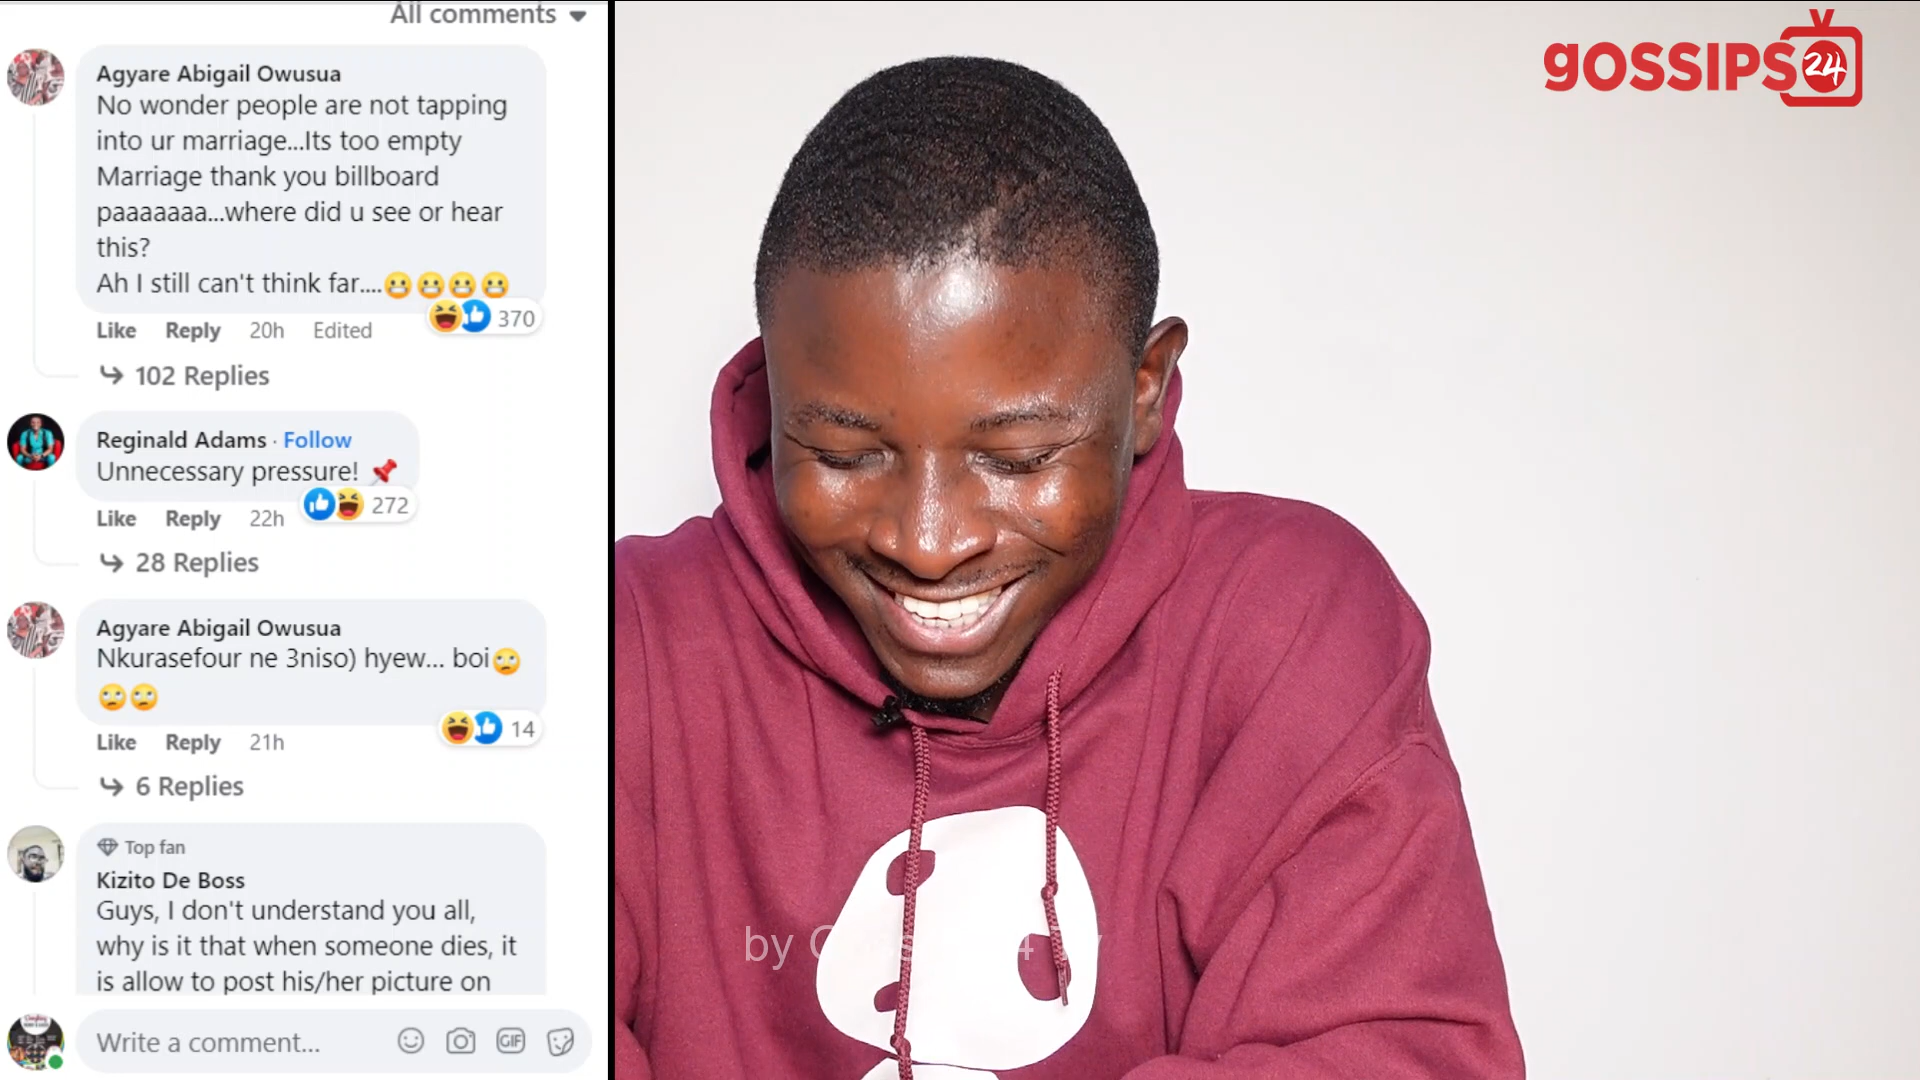 All comments
Agyare Abigail Owusua
No wonder people are not tapping
into ur marriage...Its too empty
Marriage thank you billboard
paaaaaaa...where did u see or hear
this?
Ah I still can't think far....😬😬😬😬
370
Like Reply 20h Edited
102 Replies
Reginald Adams · Follow
Unnecessary pressure! 📌
272
Like Reply 22h
28 Replies
Agyare Abigail Owusua
Nkurasefour ne 3niso) hyew... boi🙄
🙄🙄
14
Like Reply 21h
6 Replies
Top fan
Kizito De Boss
Guys, I don't understand you all,
why is it that when someone dies, it
is allow to post his/her picture on
Write a comment...
GIF
gOSSIPS24
by